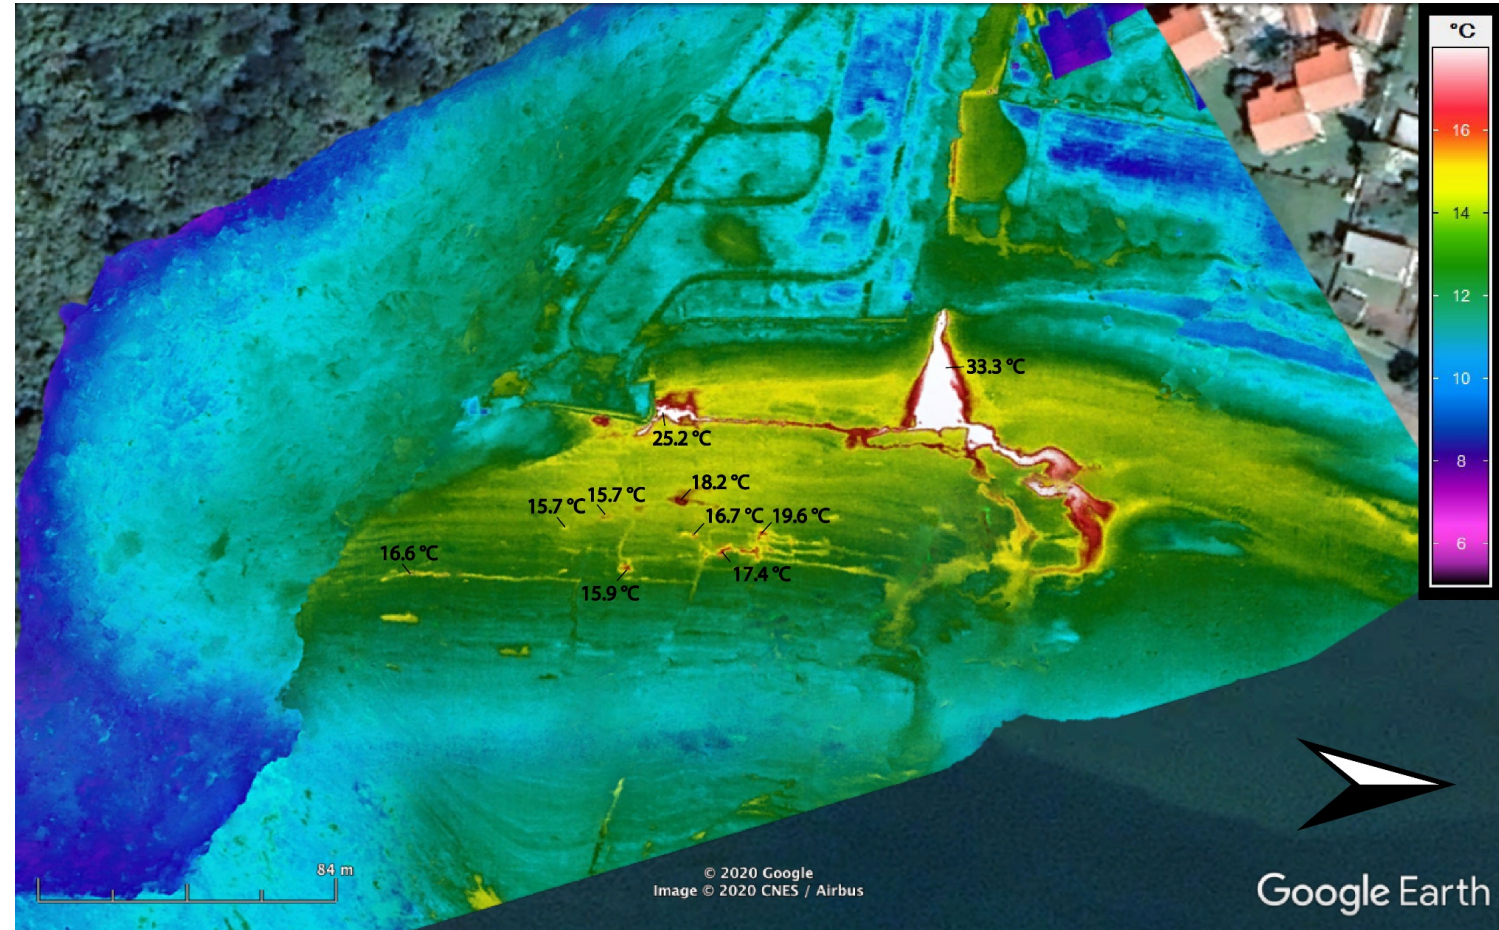 °C
16
14
12
10
8
6
33.3 °C
25.2 °C
18.2 °C
15.7 °C
15.7 °C
16.7 °C
19.6 °C
16.6 °C
17.4 °C
15.9 °C
84 m
© 2020 Google
Image © 2020 CNES / Airbus
Google Earth